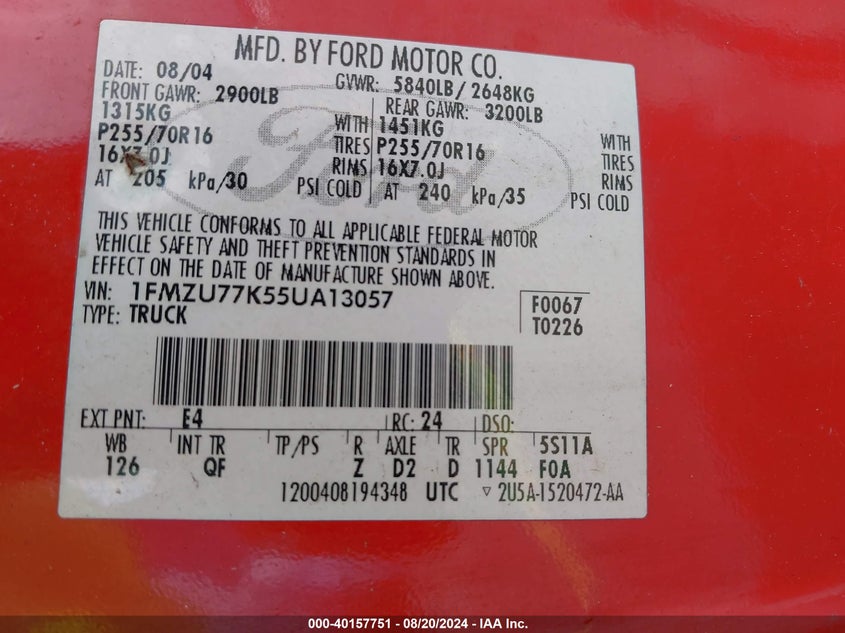 MFD. BY FORD MOTOR CO.
DATE: 08/04 GVWR: 5840LB/2648KG
FRONT GAWR: 2900LB REAR GAWR: 3200LB
1315KG WITH 1451KG WITH
P255/70R16 TIRES P255/70R16 TIRES
16X7.0J RIMS 16X7.0J RIMS
AT 205 kPa/30 PSI COLD AT 240 kPa/35 PSI COLD
Ford
THIS VEHICLE CONFORMS TO ALL APPLICABLE FEDERAL MOTOR
VEHICLE SAFETY AND THEFT PREVENTION STANDARDS IN
EFFECT ON THE DATE OF MANUFACTURE SHOWN ABOVE.
VIN: 1FMZU77K55UA13057 F0067
TYPE: TRUCK T0226
EXT PNT: E4 RC: 24 DSO:
WB INT TR TP/PS R AXLE TR SPR 5S11A
126 QF Z D2 D 1144 F0A
1200408194348 UTC ▿ 2U5A-1520472-AA
000-40157751 - 08/20/2024 - IAA Inc.